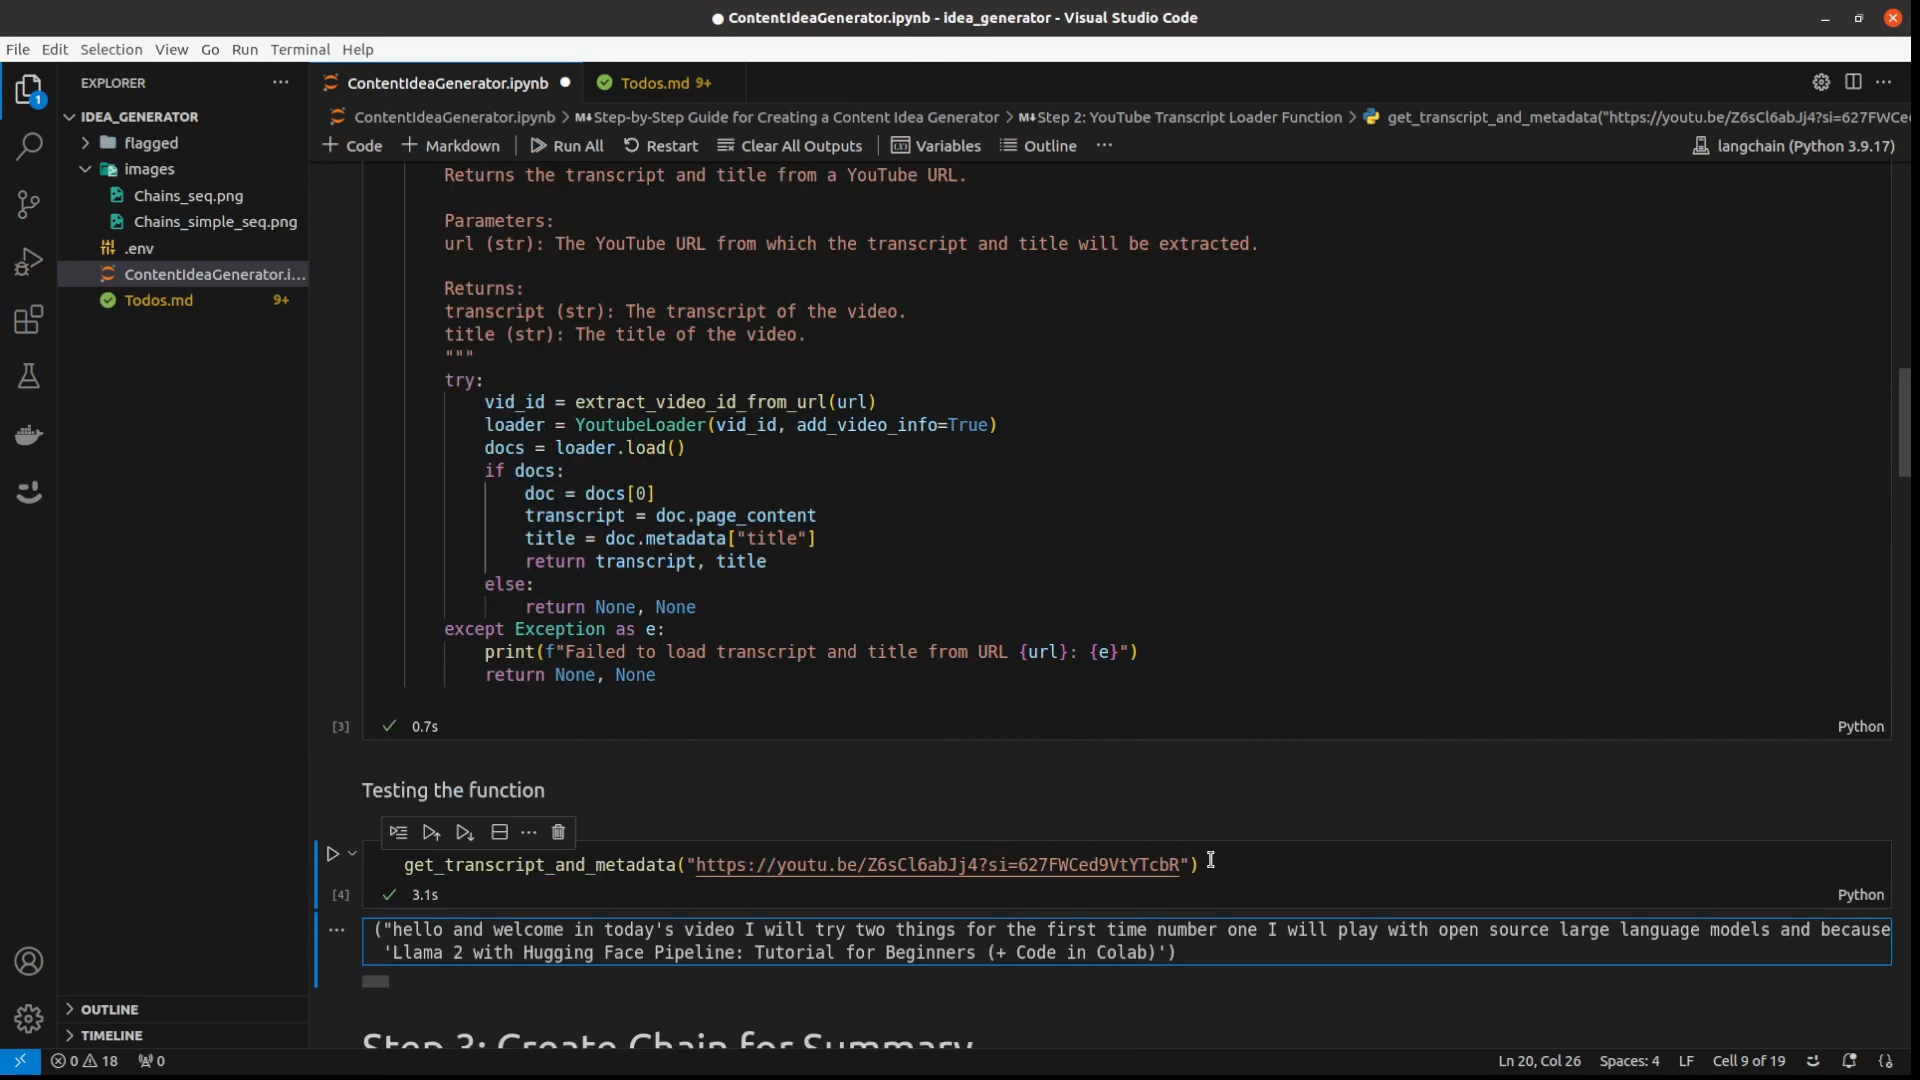 ContentIdeaGenerator.ipynb - idea_generator - Visual Studio Code
File Edit Selection View Go Run Terminal Help
EXPLORER
ContentIdeaGenerator.ipynb
Todos.md 9+
1
IDEA_GENERATOR
flagged
images
Chains_seq.png
Chains_simple_seq.png
.env
ContentIdeaGenerator.i...
Todos.md 9+
OUTLINE
TIMELINE
ContentIdeaGenerator.ipynb > M↓Step-by-Step Guide for Creating a Content Idea Generator > M↓Step 2: YouTube Transcript Loader Function > get_transcript_and_metadata("https://youtu.be/Z6sCl6abJj4?si=627FWCe
+ Code + Markdown Run All Restart Clear All Outputs Variables Outline ... langchain (Python 3.9.17)
Returns the transcript and title from a YouTube URL.
Parameters:
url (str): The YouTube URL from which the transcript and title will be extracted.
Returns:
transcript (str): The transcript of the video.
title (str): The title of the video.
"""
try:
vid_id = extract_video_id_from_url(url)
loader = YoutubeLoader(vid_id, add_video_info=True)
docs = loader.load()
if docs:
doc = docs[0]
transcript = doc.page_content
title = doc.metadata["title"]
return transcript, title
else:
return None, None
except Exception as e:
print(f"Failed to load transcript and title from URL {url}: {e}")
return None, None
[3] 0.7s Python
Testing the function
get_transcript_and_metadata("https://youtu.be/Z6sCl6abJj4?si=627FWCed9VtYTcbR")
[4] 3.1s Python
("hello and welcome in today's video I will try two things for the first time number one I will play with open source large language models and because
'Llama 2 with Hugging Face Pipeline: Tutorial for Beginners (+ Code in Colab)')
Step 3: Create Chain for Summary
0 18 0 Ln 20, Col 26 Spaces: 4 LF Cell 9 of 19